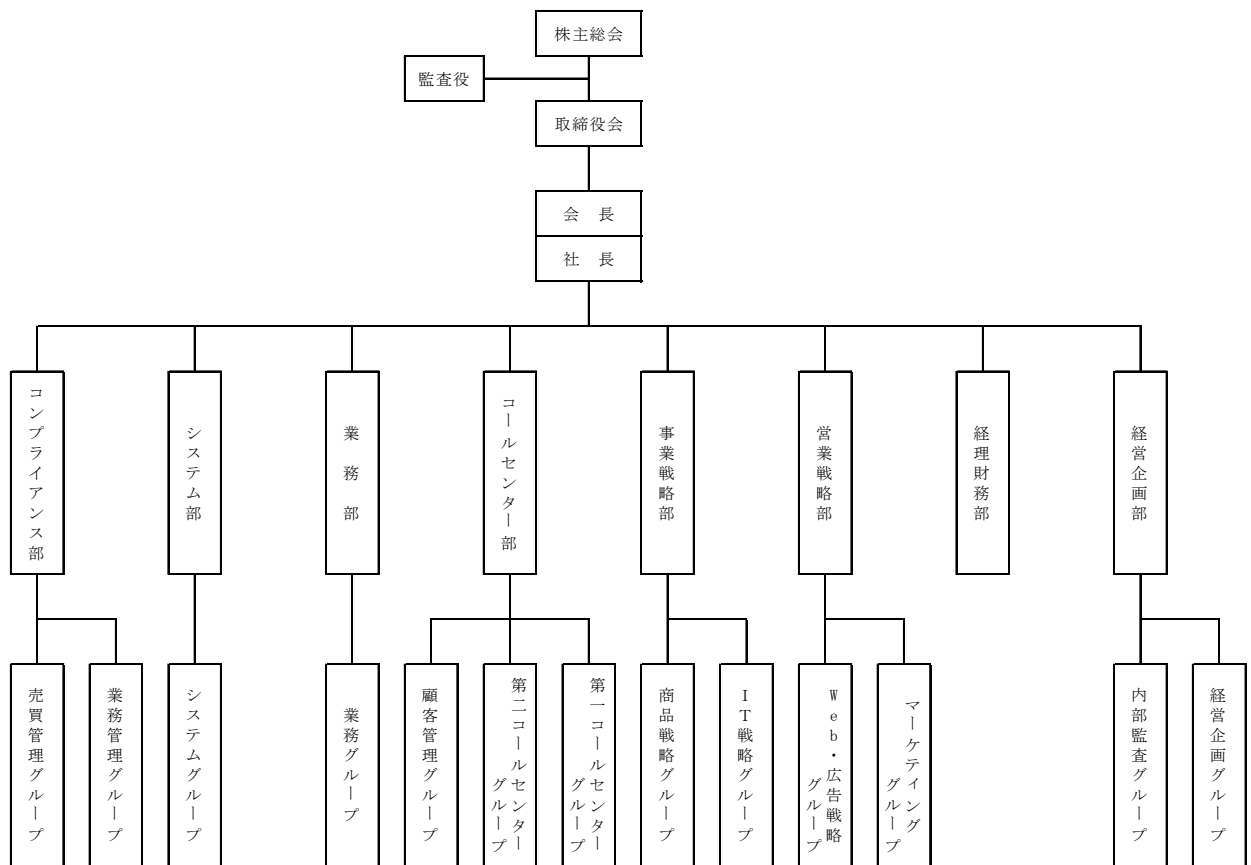 株主総会
監査役
取締役会
会 長
社 長
コンプライアンス部
システム部
業 務 部
コールセンター部
事業戦略部
営業戦略部
経理財務部
経営企画部
売買管理グループ
業務管理グループ
システムグループ
業務グループ
顧客管理グループ
第二コールセンター
グループ
第一コールセンター
グループ
商品戦略グループ
IT戦略グループ
Web・広告戦略
グループ
マーケティング
グループ
内部監査グループ
経営企画グループ